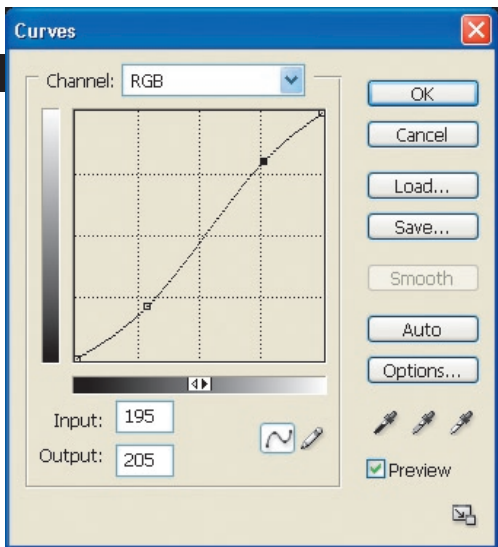 Curves
Channel: RGB
OK
Cancel
Load...
Save...
Smooth
Auto
Options...
Input: 195
Output: 205
Preview